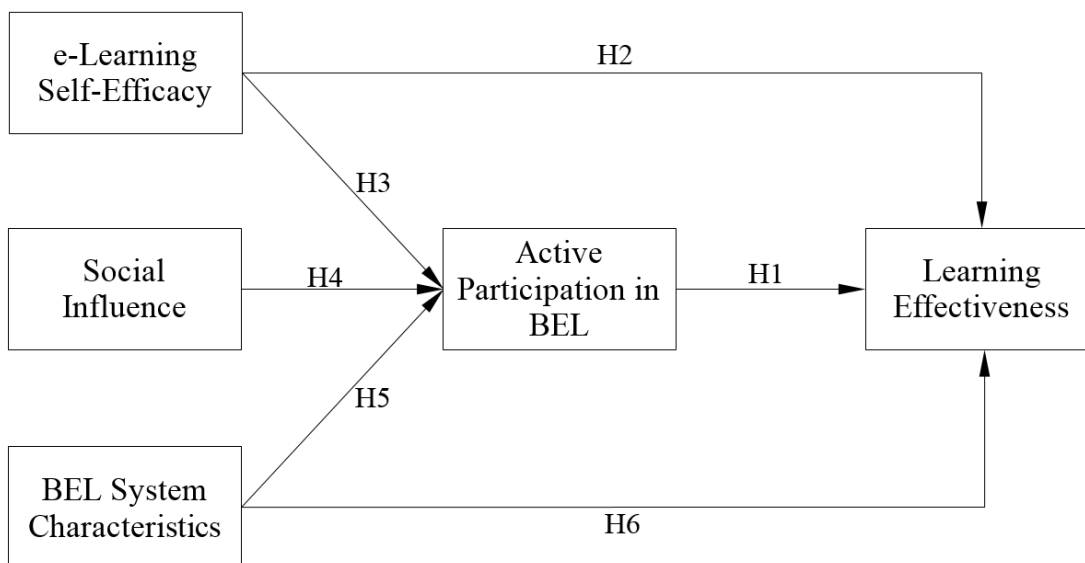 e-Learning
Self-Efficacy
H2
H3
Social
Influence
H4
Active
Participation in
BEL
H1
Learning
Effectiveness
H5
BEL System
Characteristics
H6